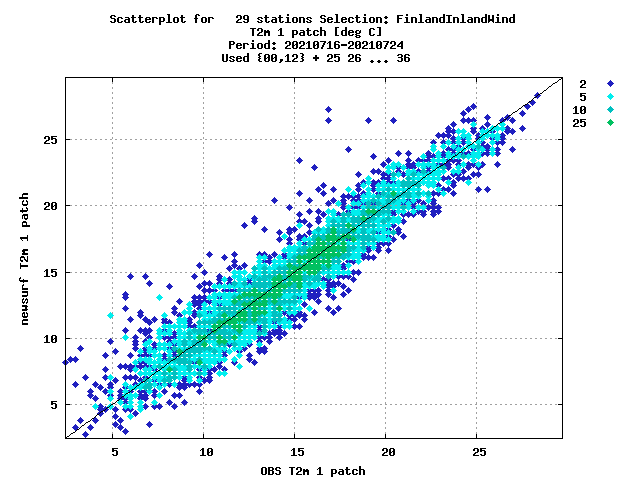 Scatterplot for   29 stations Selection: FinlandInlandWind
T2m 1 patch [deg C]
Period: 20210716-20210724
Used {00,12} + 25 26 ... 36
2
5
10
25
25
20
15
10
5
newsurf T2m 1 patch
5 10 15 20 25
OBS T2m 1 patch